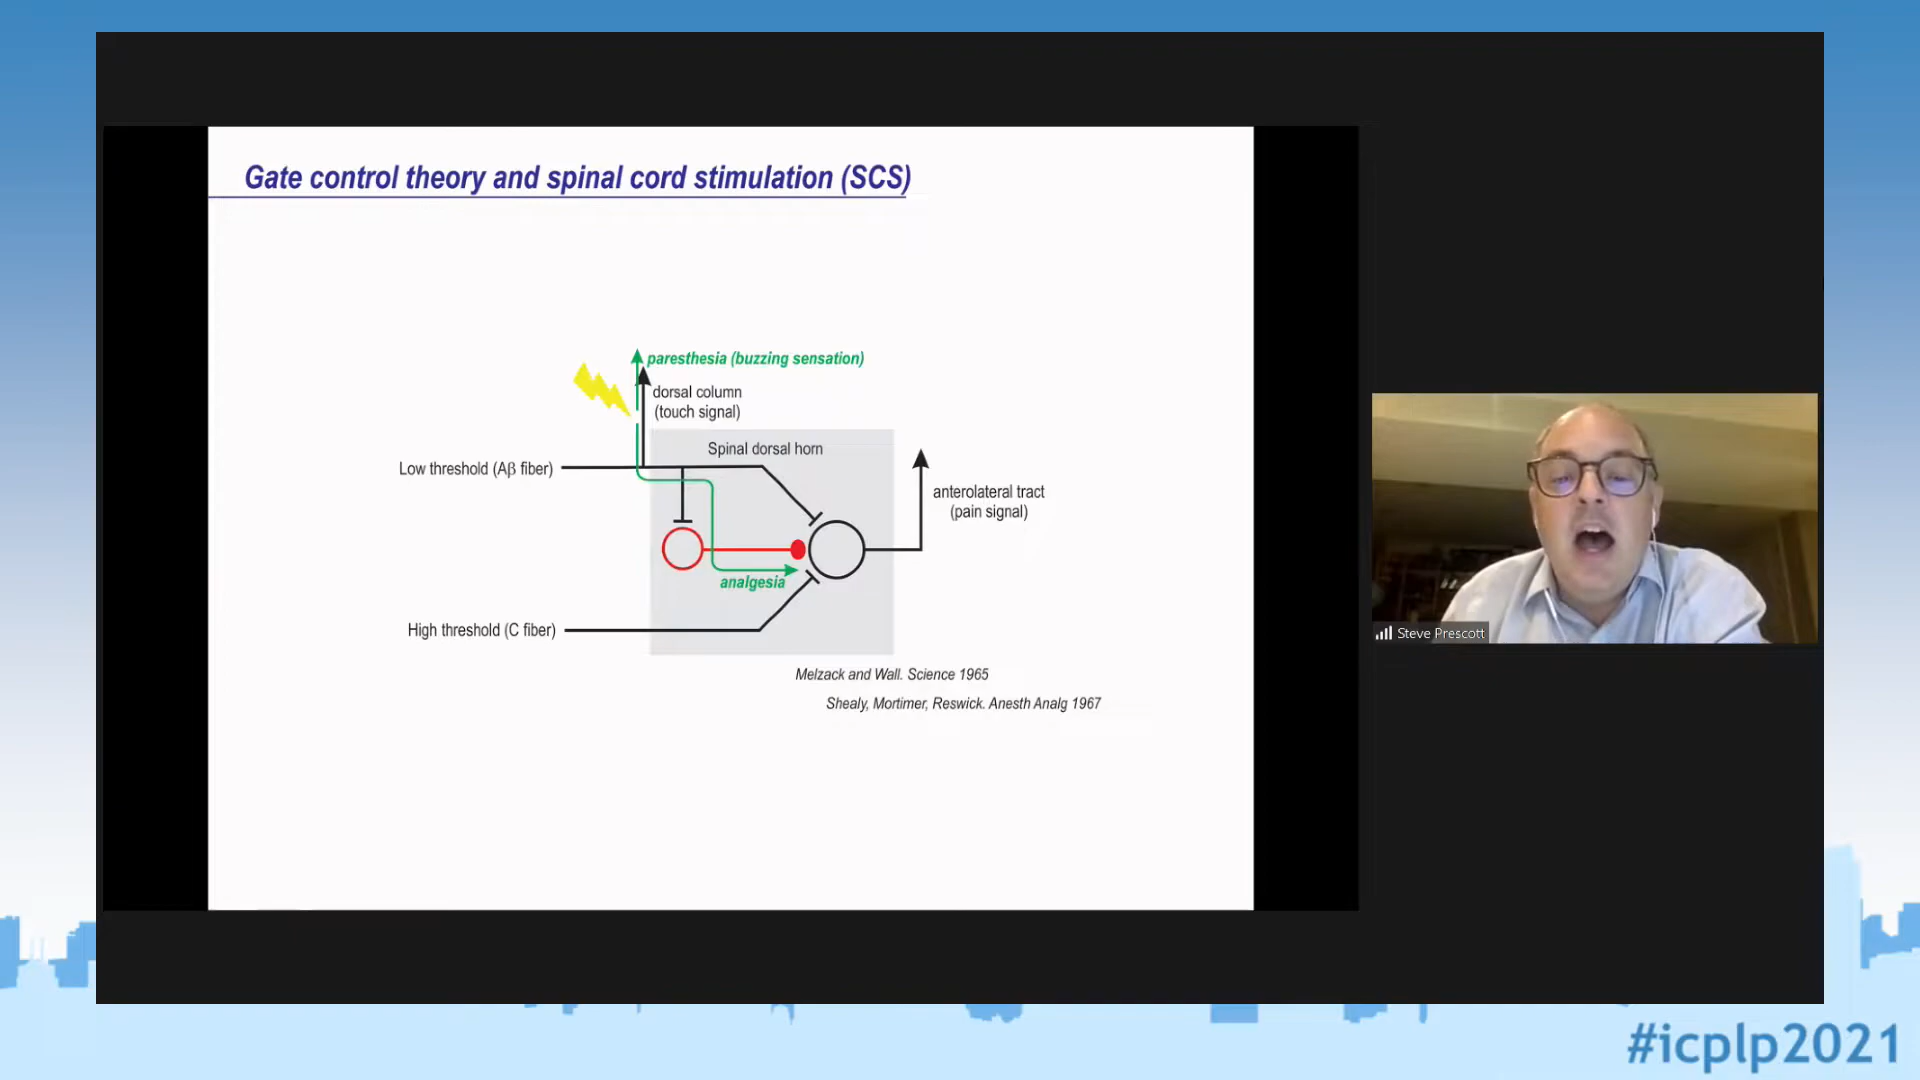 Gate control theory and spinal cord stimulation (SCS)
paresthesia (buzzing sensation)
dorsal column
(touch signal)
Spinal dorsal horn
Low threshold (Aβ fiber)
anterolateral tract
(pain signal)
analgesia
High threshold (C fiber)
Melzack and Wall. Science 1965
Shealy, Mortimer, Reswick. Anesth Analg 1967
Steve Prescott
#icplp2021